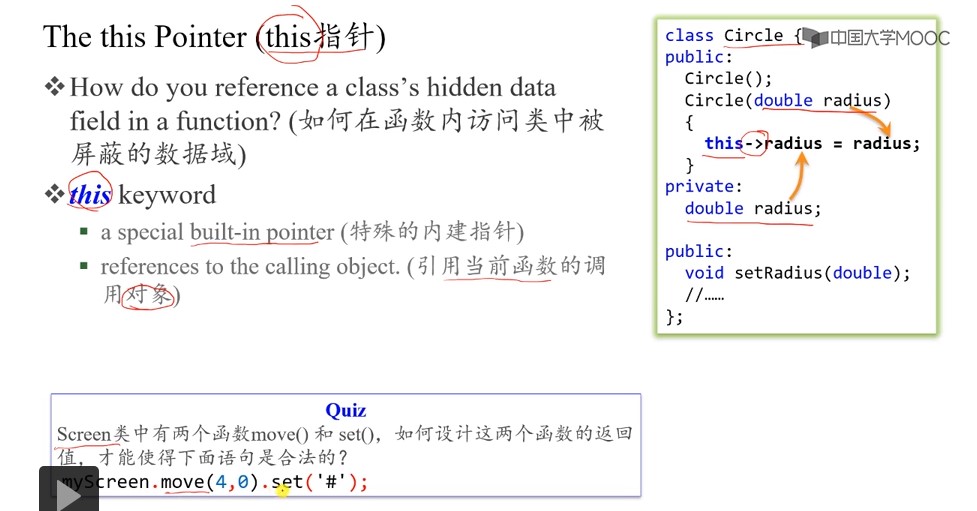 The this Pointer (this指针)
❖How do you reference a class's hidden data
field in a function? (如何在函数内访问类中被
屏蔽的数据域)
❖this keyword
▪ a special built-in pointer (特殊的内建指针)
▪ references to the calling object. (引用当前函数的调
用对象)
class Circle {
中国大学MOOC
public:
Circle();
Circle(double radius)
{
this->radius = radius;
}
private:
double radius;
public:
void setRadius(double);
//……
};
Quiz
Screen类中有两个函数move() 和 set()，如何设计这两个函数的返回
值，才能使得下面语句是合法的?
myScreen.move(4,0).set('#');